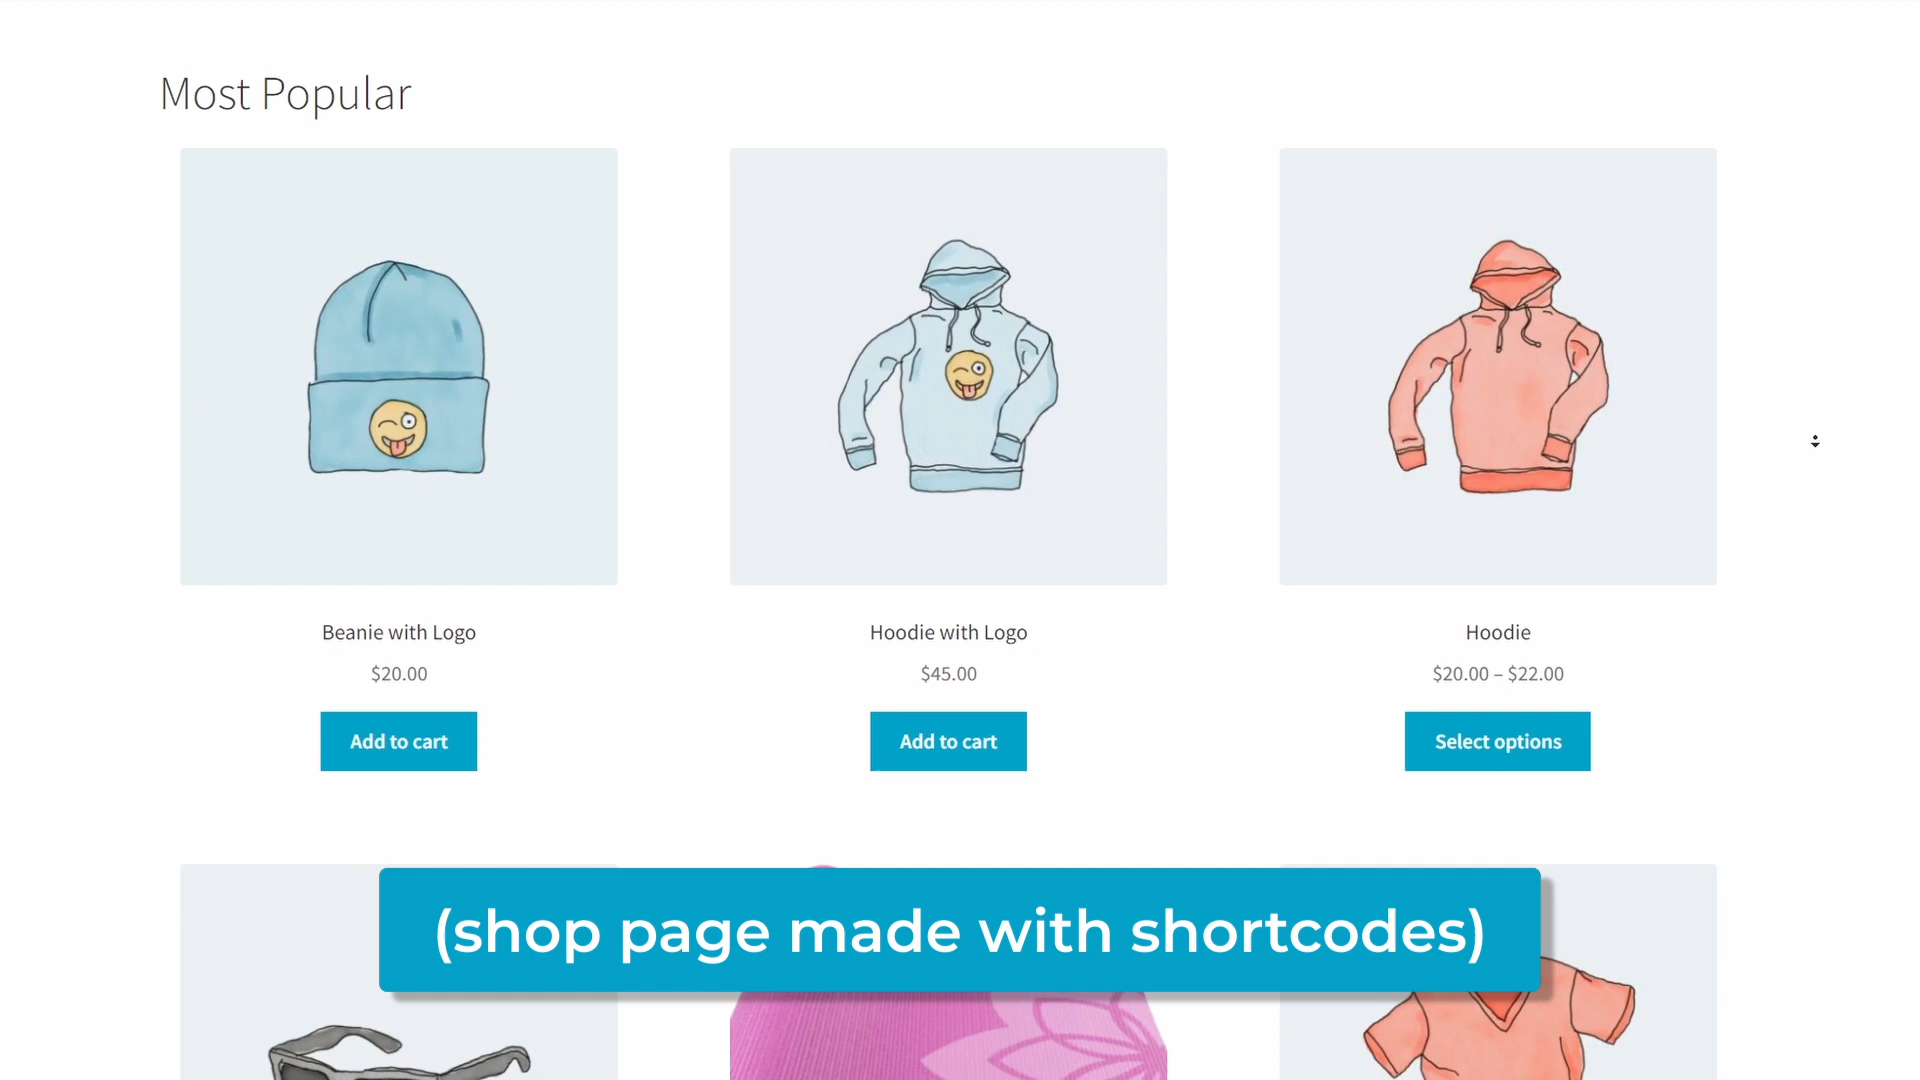 Most Popular
Beanie with Logo
Hoodie with Logo
Hoodie
$20.00
$45.00
$20.00 – $22.00
Add to cart
Add to cart
Select options
(shop page made with shortcodes)